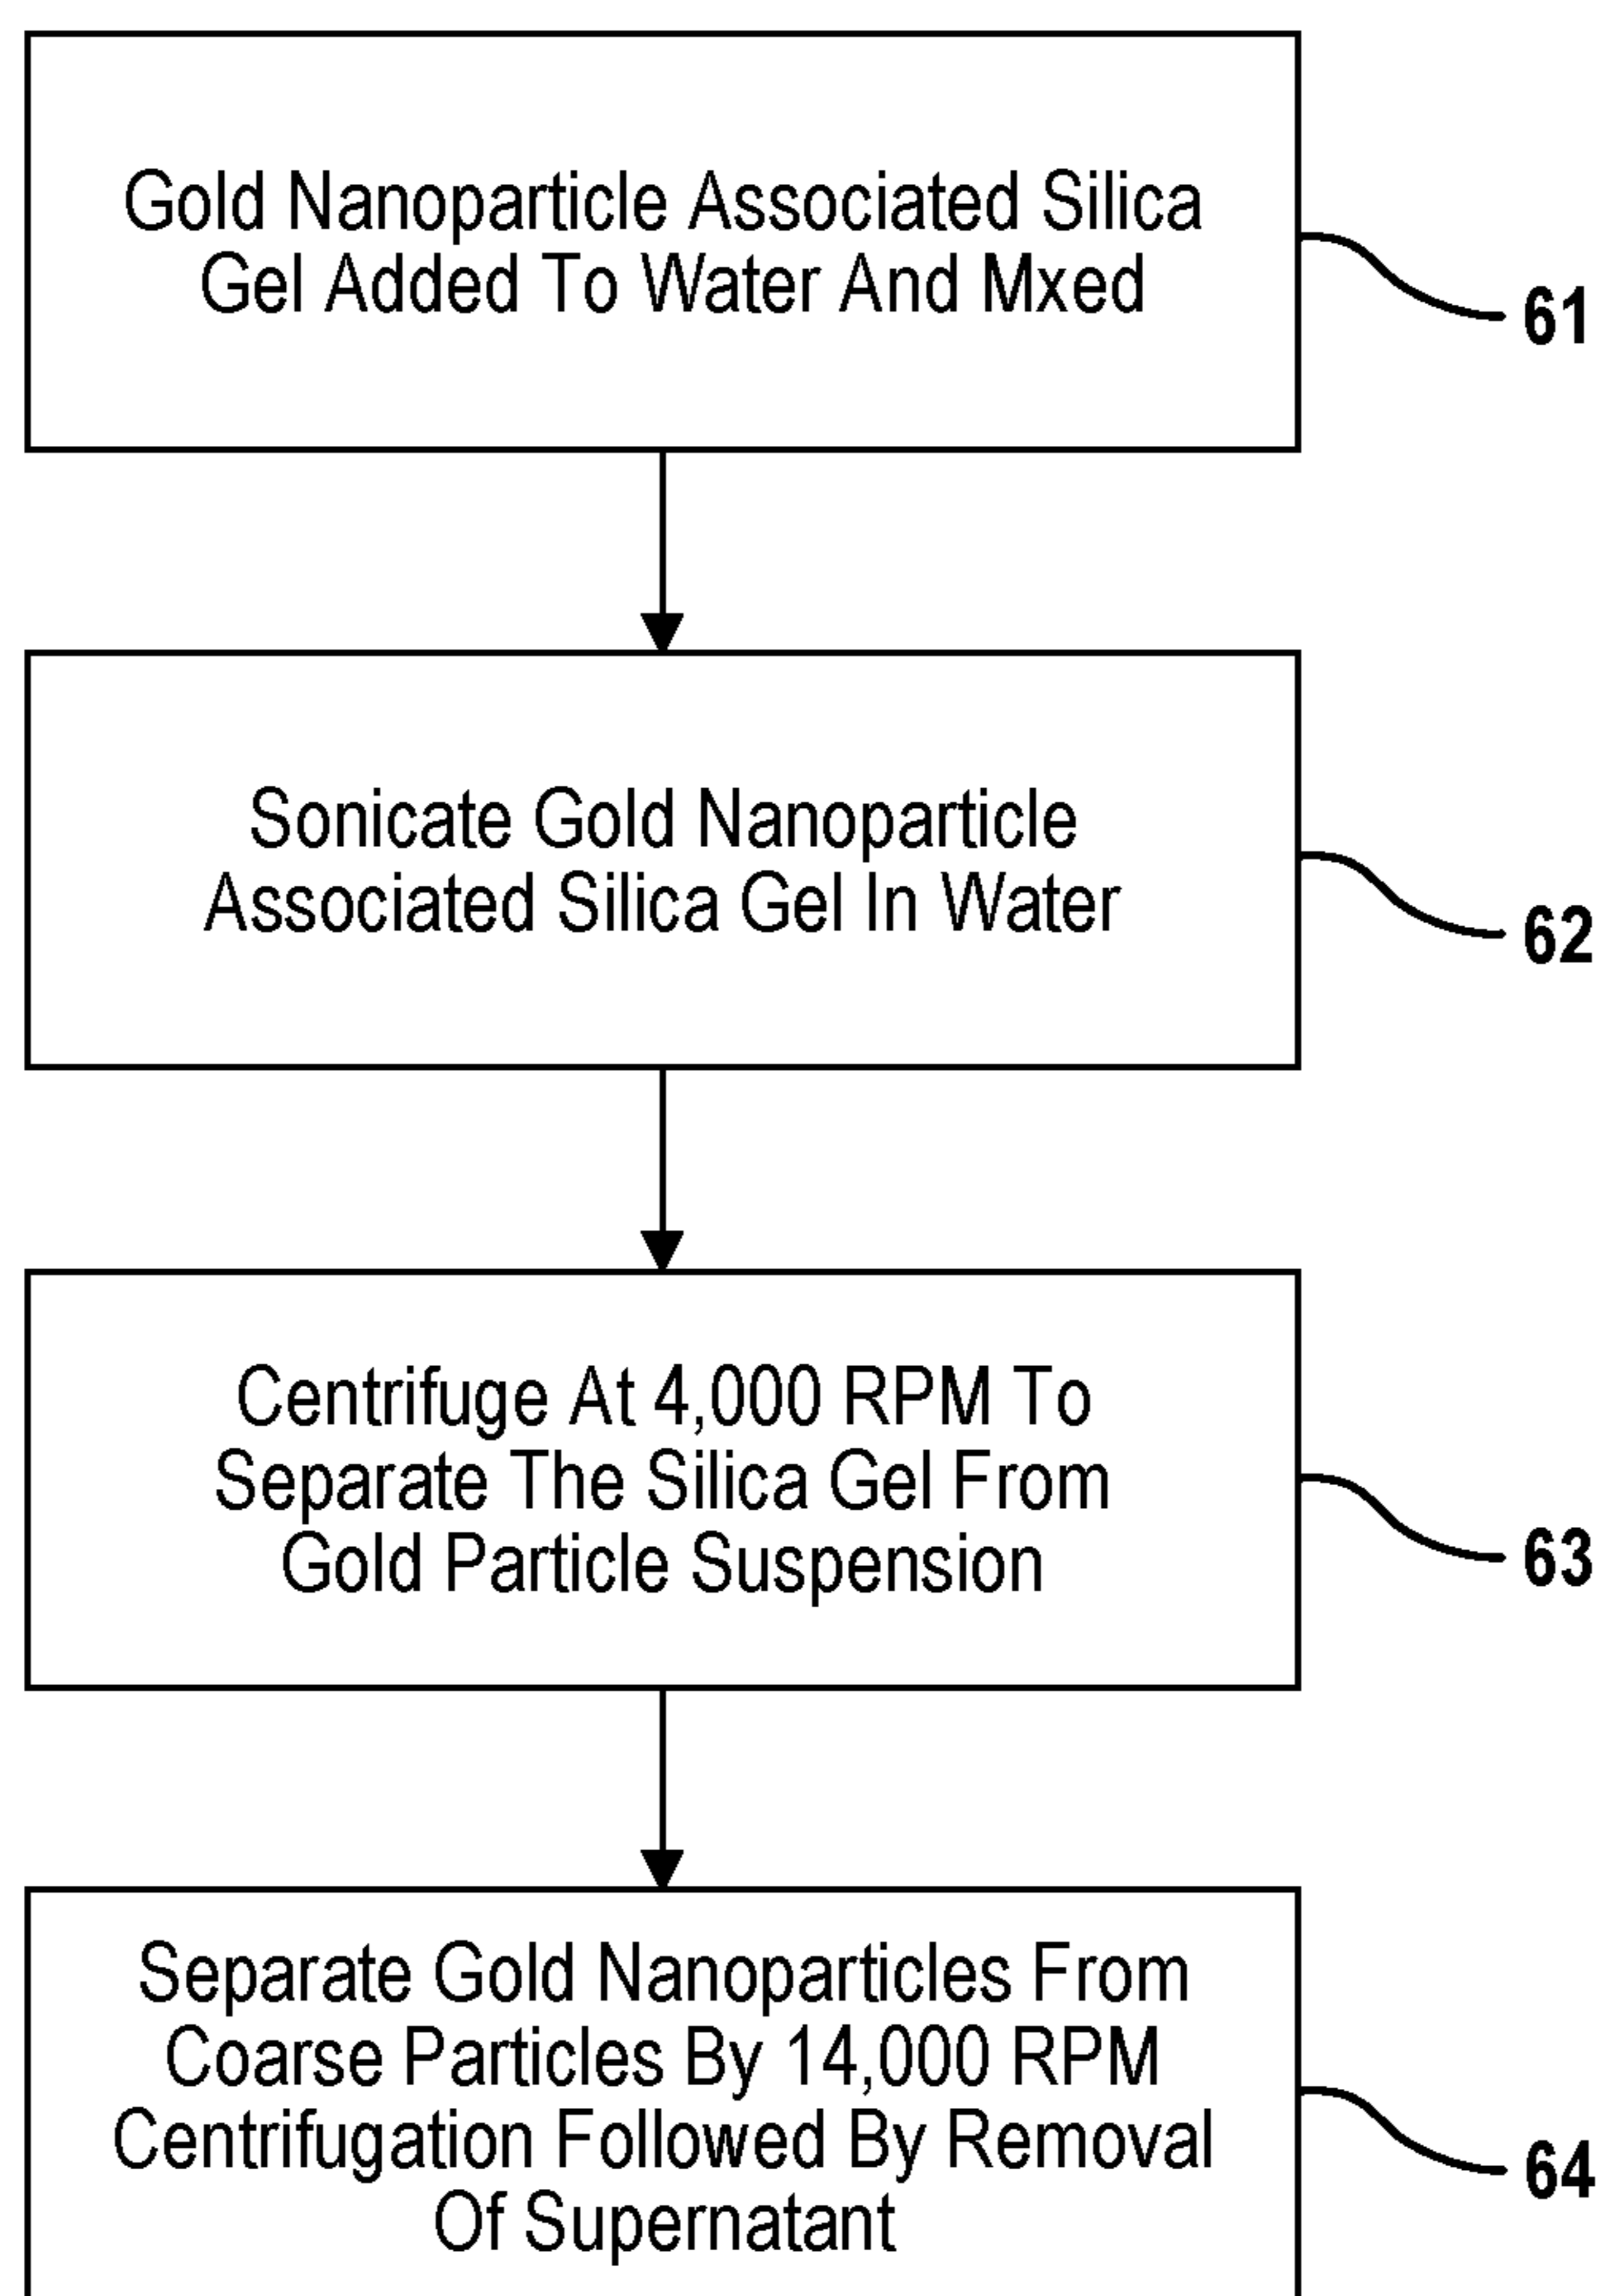 Gold Nanoparticle Associated Silica
Gel Added To Water And Mxed
61
Sonicate Gold Nanoparticle
Associated Silica Gel In Water
62
Centrifuge At 4,000 RPM To
Separate The Silica Gel From
Gold Particle Suspension
63
Separate Gold Nanoparticles From
Coarse Particles By 14,000 RPM
Centrifugation Followed By Removal
Of Supernatant
64